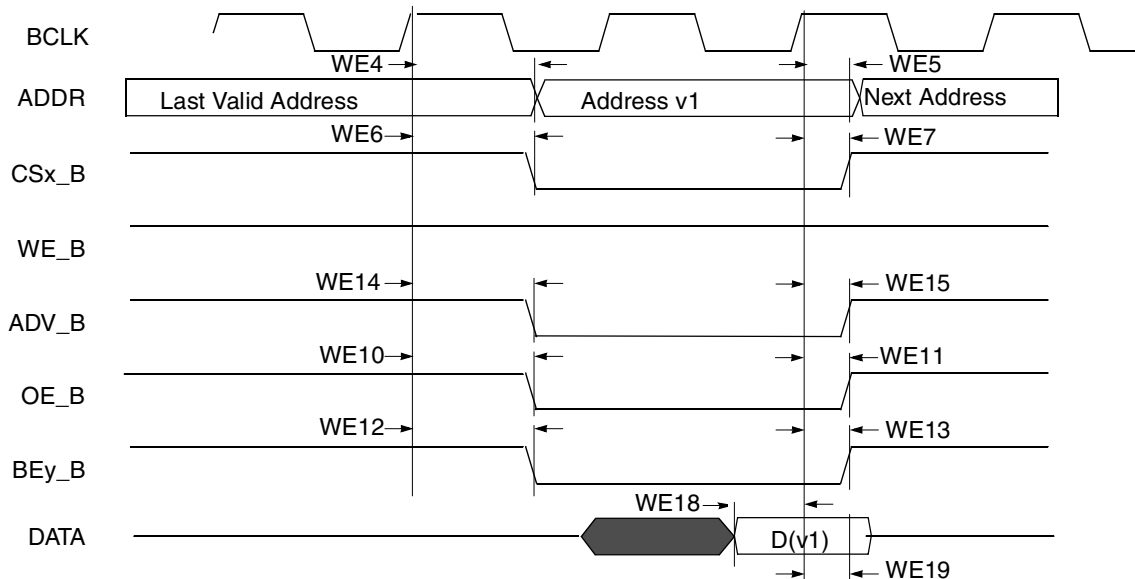 BCLK
WE4
WE5
ADDR
Last Valid Address
Address v1
Next Address
WE6
WE7
CSx_B
WE_B
WE14
WE15
ADV_B
WE10
WE11
OE_B
WE12
WE13
BEy_B
WE18
DATA
D(v1)
WE19